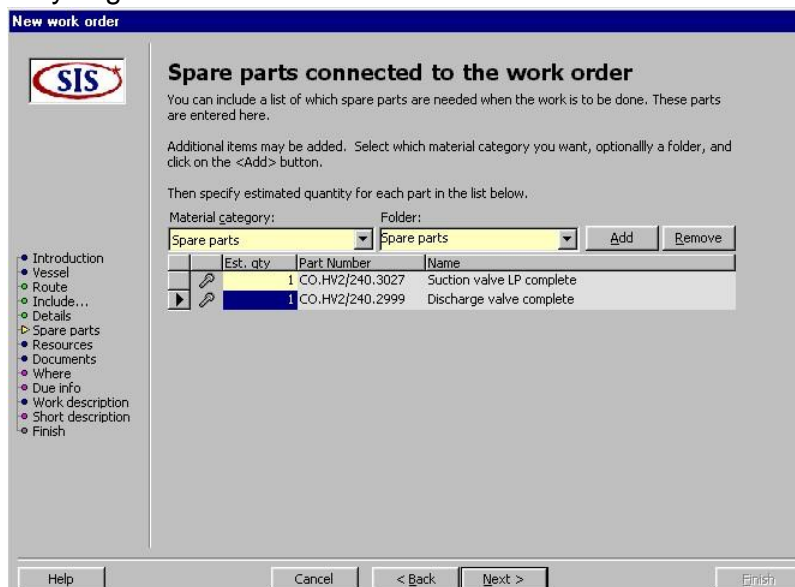 New work order
SIS
Spare parts connected to the work order
You can include a list of which spare parts are needed when the work is to be done. These parts
are entered here.
Additional items may be added. Select which material category you want, optionallly a folder, and
click on the <Add> button.
Then specify estimated quantity for each part in the list below.
Material category: Folder:
Spare parts Spare parts Add Remove
Est. qty Part Number Name
1 CO.HV2/240.3027 Suction valve LP complete
1 CO.HV2/240.2999 Discharge valve complete
Introduction
Vessel
Route
Include...
Details
Spare parts
Resources
Documents
Where
Due info
Work description
Short description
Finish
Help Cancel < Back Next > Finish